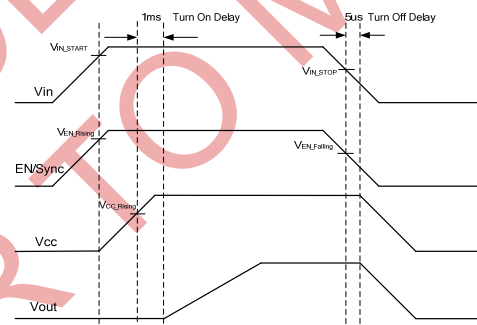 1ms Turn On Delay
5us Turn Off Delay
VIN_START
VIN_STOP
Vin
VEN_Rising
VEN_Falling
EN/Sync
VCC_Rising
Vcc
Vout